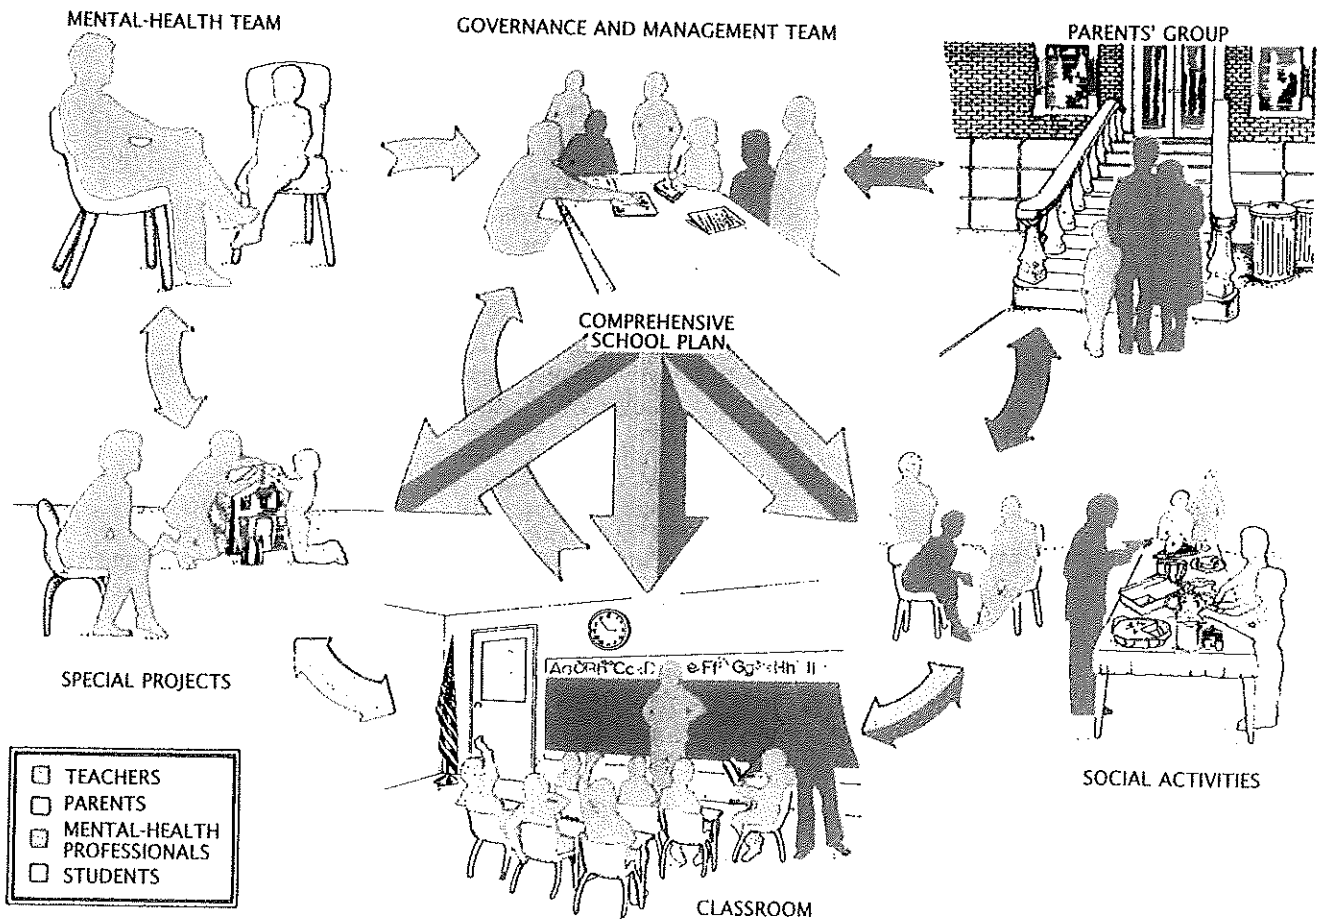 MENTAL-HEALTH TEAM
GOVERNANCE AND MANAGEMENT TEAM
PARENTS' GROUP
COMPREHENSIVE
SCHOOL PLAN
SPECIAL PROJECTS
SOCIAL ACTIVITIES
TEACHERS
PARENTS
MENTAL-HEALTH
PROFESSIONALS
STUDENTS
CLASSROOM